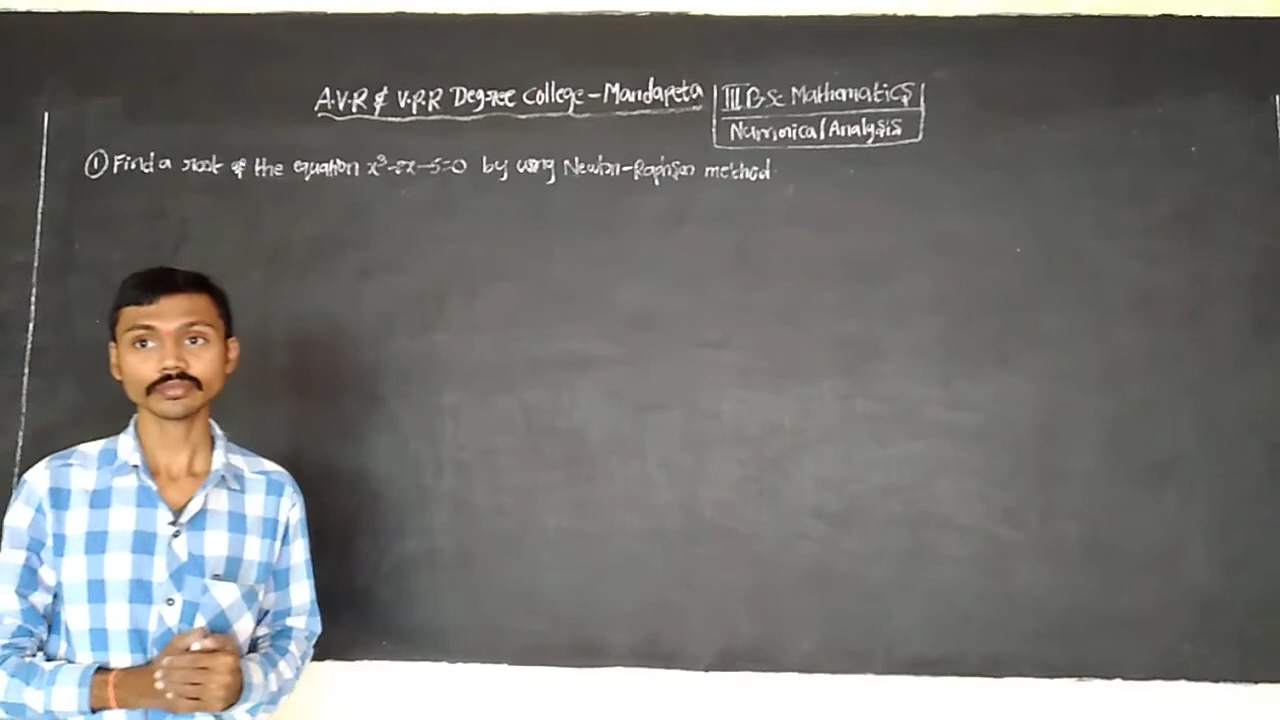 A.V.R & V.P.R Degree College - Mandapeta
III B.Sc Mathematics
Numerical Analysis
① Find a root of the equation x³-2x-5=0 by using Newton-Raphson method